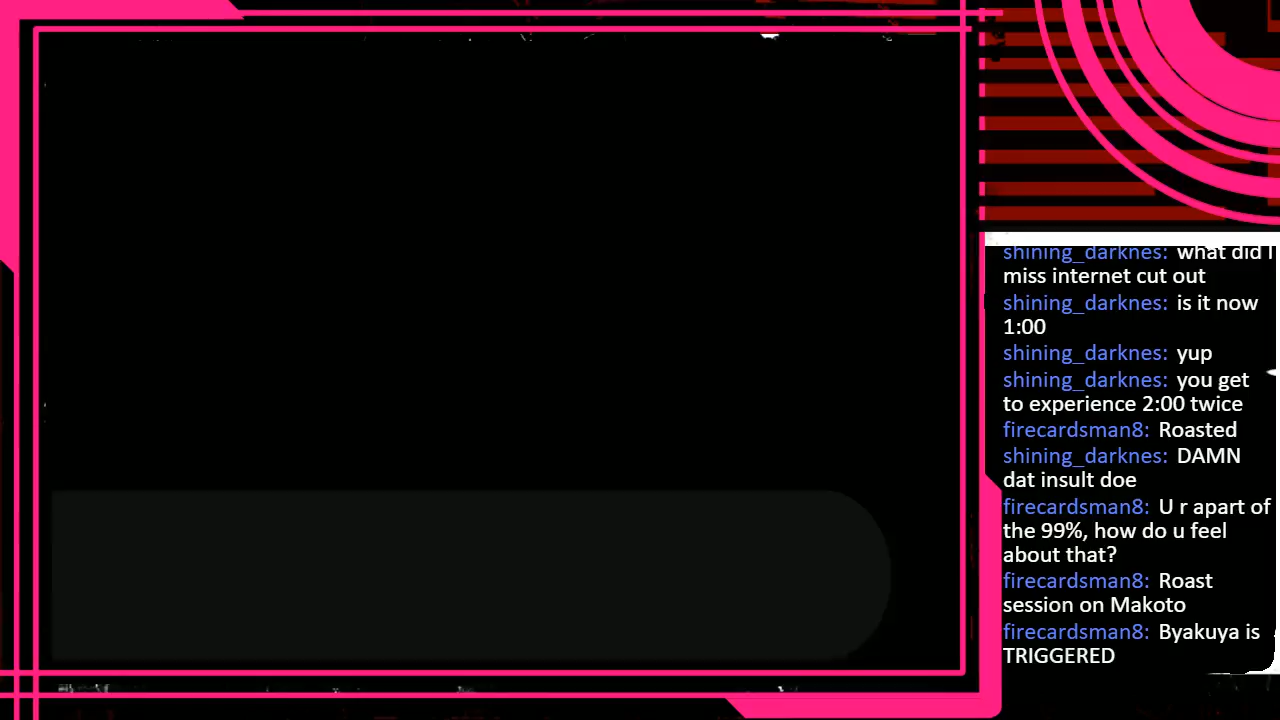 shining_darknes: what did I
miss internet cut out
shining_darknes: is it now
1:00
shining_darknes: yup
shining_darknes: you get
to experience 2:00 twice
firecardsman8: Roasted
shining_darknes: DAMN
dat insult doe
firecardsman8: U r apart of
the 99%, how do u feel
about that?
firecardsman8: Roast
session on Makoto
firecardsman8: Byakuya is
TRIGGERED